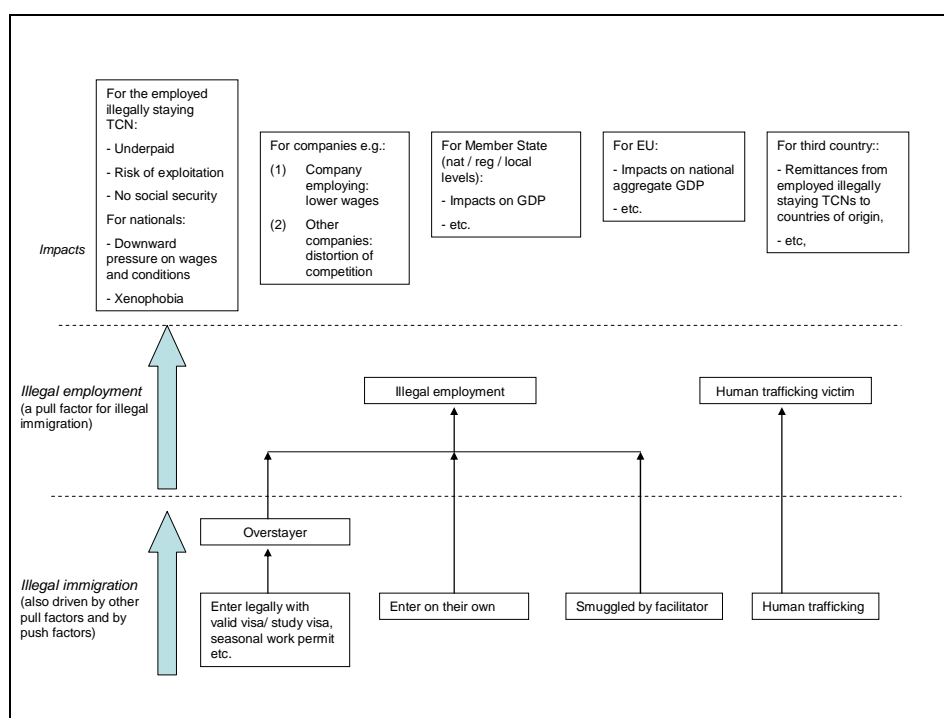 For the employed
illegally staying
TCN:
- Underpaid
- Risk of exploitation
- No social security
For nationals:
- Downward
pressure on wages
and conditions
- Xenophobia
For companies e.g.:
(1) Company
employing:
lower wages
(2) Other
companies:
distortion of
competition
For Member State
(nat / reg / local
levels):
- Impacts on GDP
- etc.
For EU:
- Impacts on national
aggregate GDP
- etc.
For third country::
- Remittances from
employed illegally
staying TCNs to
countries of origin,
- etc,
Impacts
Illegal employment
(a pull factor for illegal
immigration)
Illegal employment
Human trafficking victim
Overstayer
Illegal immigration
(also driven by other
pull factors and by
push factors)
Enter legally with
valid visa/ study visa,
seasonal work permit
etc.
Enter on their own
Smuggled by facilitator
Human trafficking